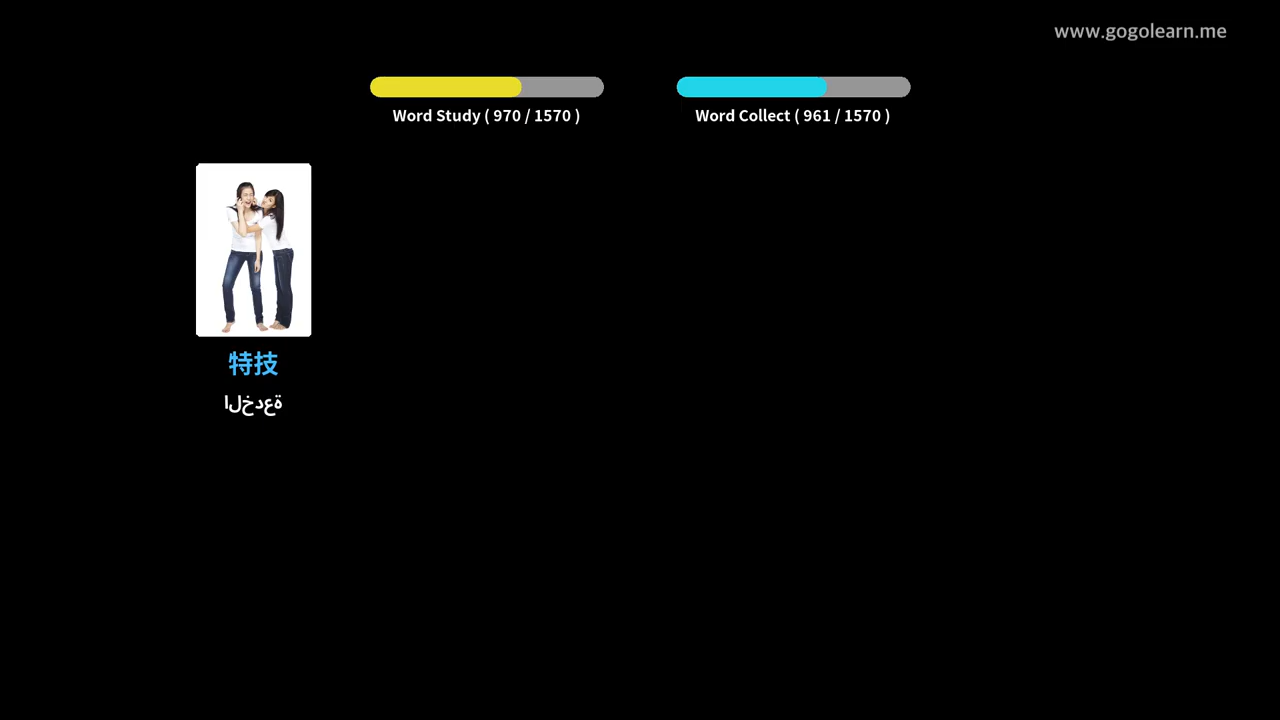 www.gogolearn.me
Word Study ( 970 / 1570 )
Word Collect ( 961 / 1570 )
特技
الخدعة